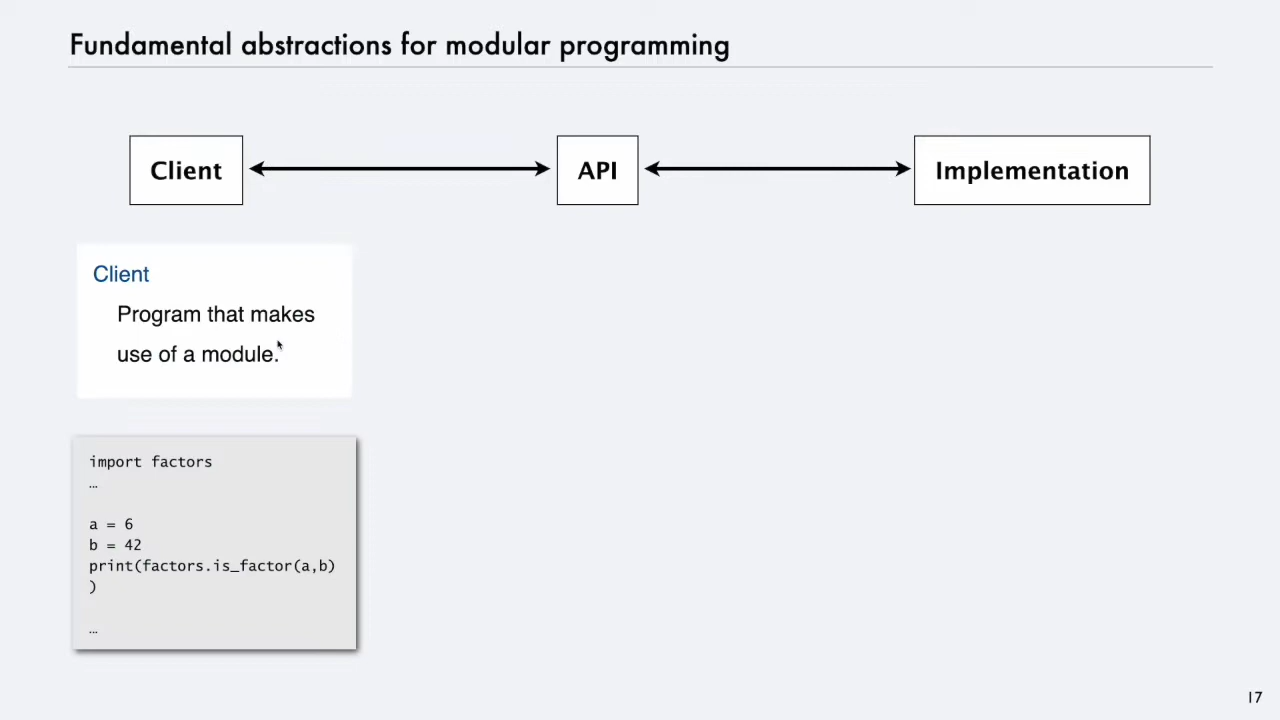 Fundamental abstractions for modular programming
Client
API
Implementation
Client
Program that makes
use of a module.
import factors
…
a = 6
b = 42
print(factors.is_factor(a,b)
)
…
17